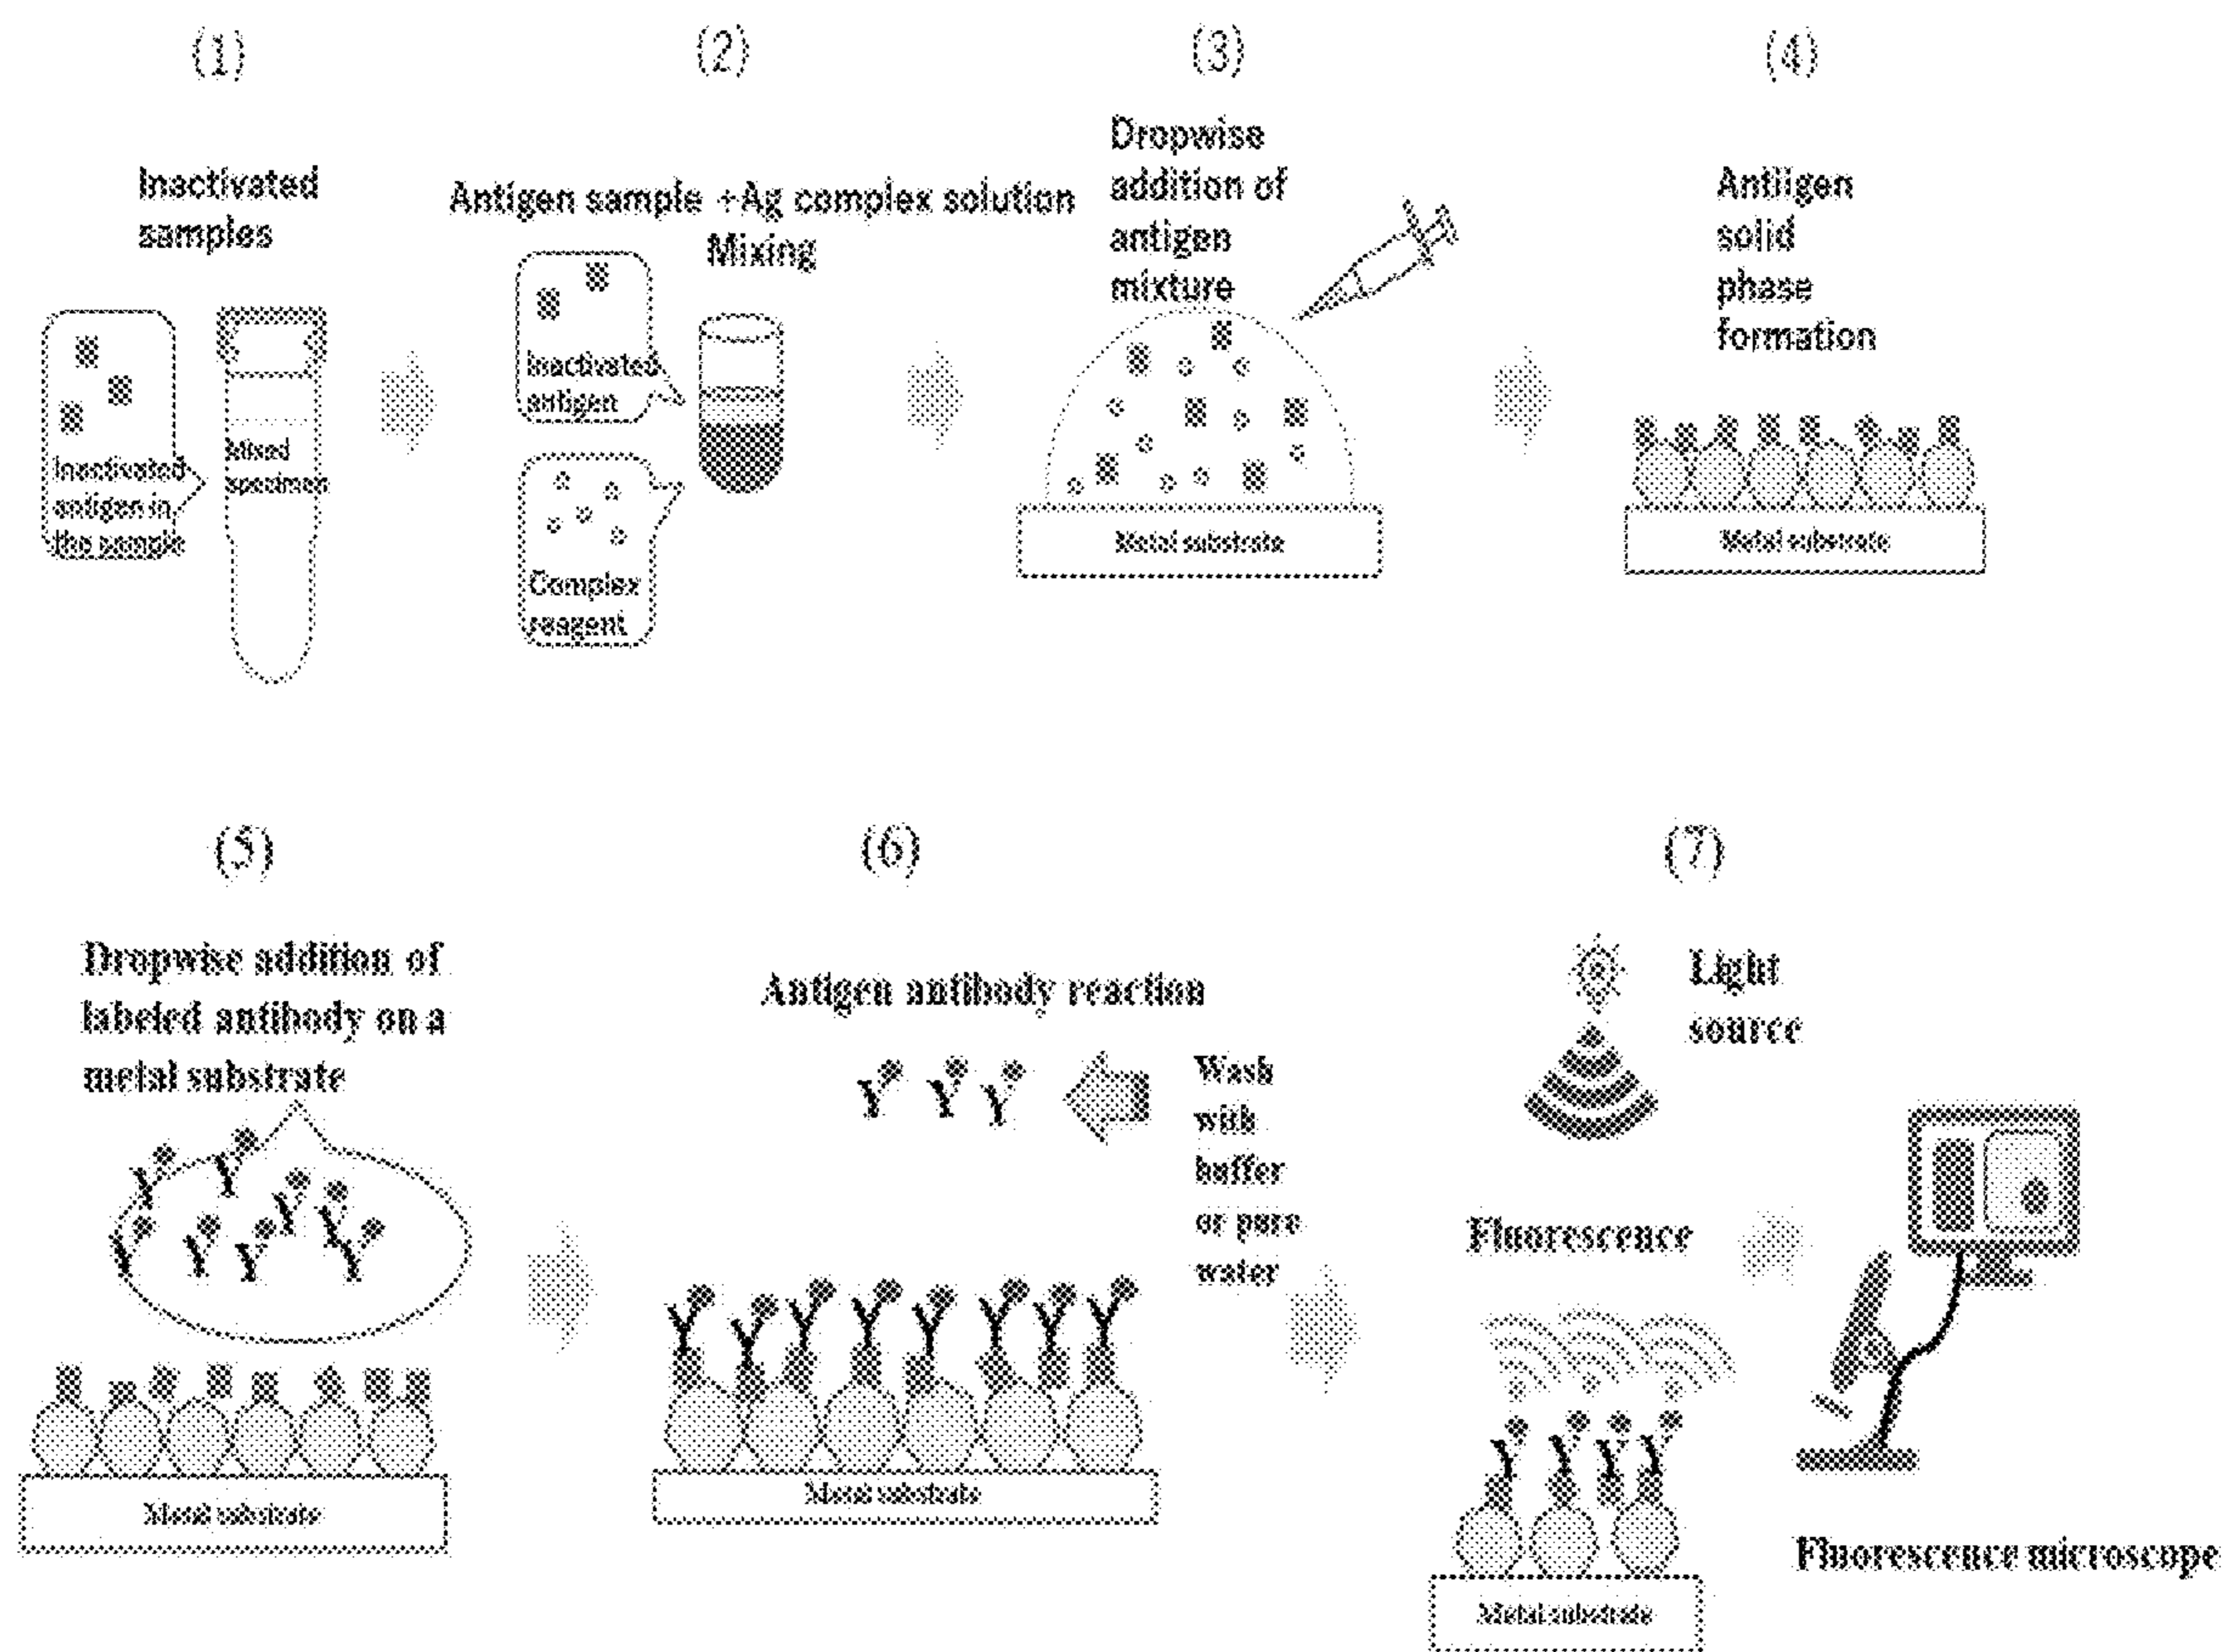 (1)
Inactivated
samples
Inactivated
antigen in
the sample
Mixed
specimen
(2)
Antigen sample +Ag complex solution
Mixing
Inactivated
antigen
Complex
reagent
(3)
Dropwise
addition of
antigen
mixture
Metal substrate
(4)
Antiigen
solid
phase
formation
Metal substrate
(5)
Dropwise addition of
labeled antibody on a
metal substrate
Metal substrate
(6)
Antigen antibody reaction
Wash
with
buffer
or pure
water
Metal substrate
(7)
Light
source
Fluorescence
Metal substrate
Fluorescence microscope